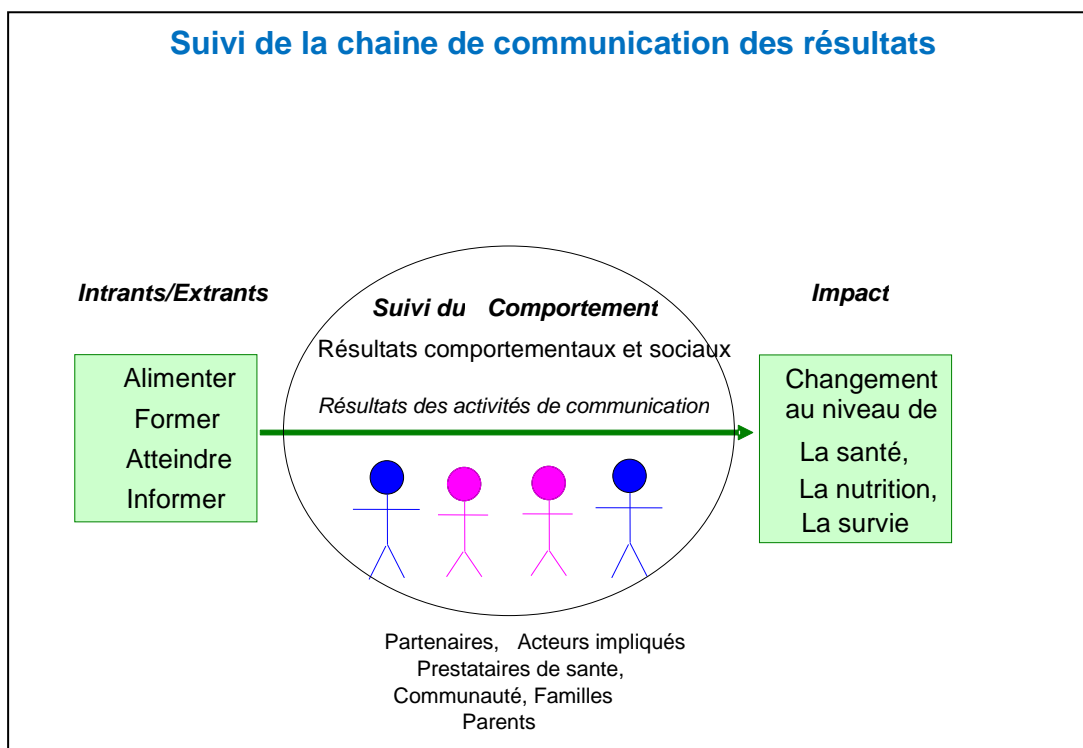 Suivi de la chaine de communication des résultats
Intrants/Extrants
Alimenter
Former
Atteindre
Informer
Suivi du Comportement
Résultats comportementaux et sociaux
Résultats des activités de communication
Partenaires, Acteurs impliqués
Prestataires de sante,
Communauté, Familles
Parents
Impact
Changement
au niveau de
La santé,
La nutrition,
La survie